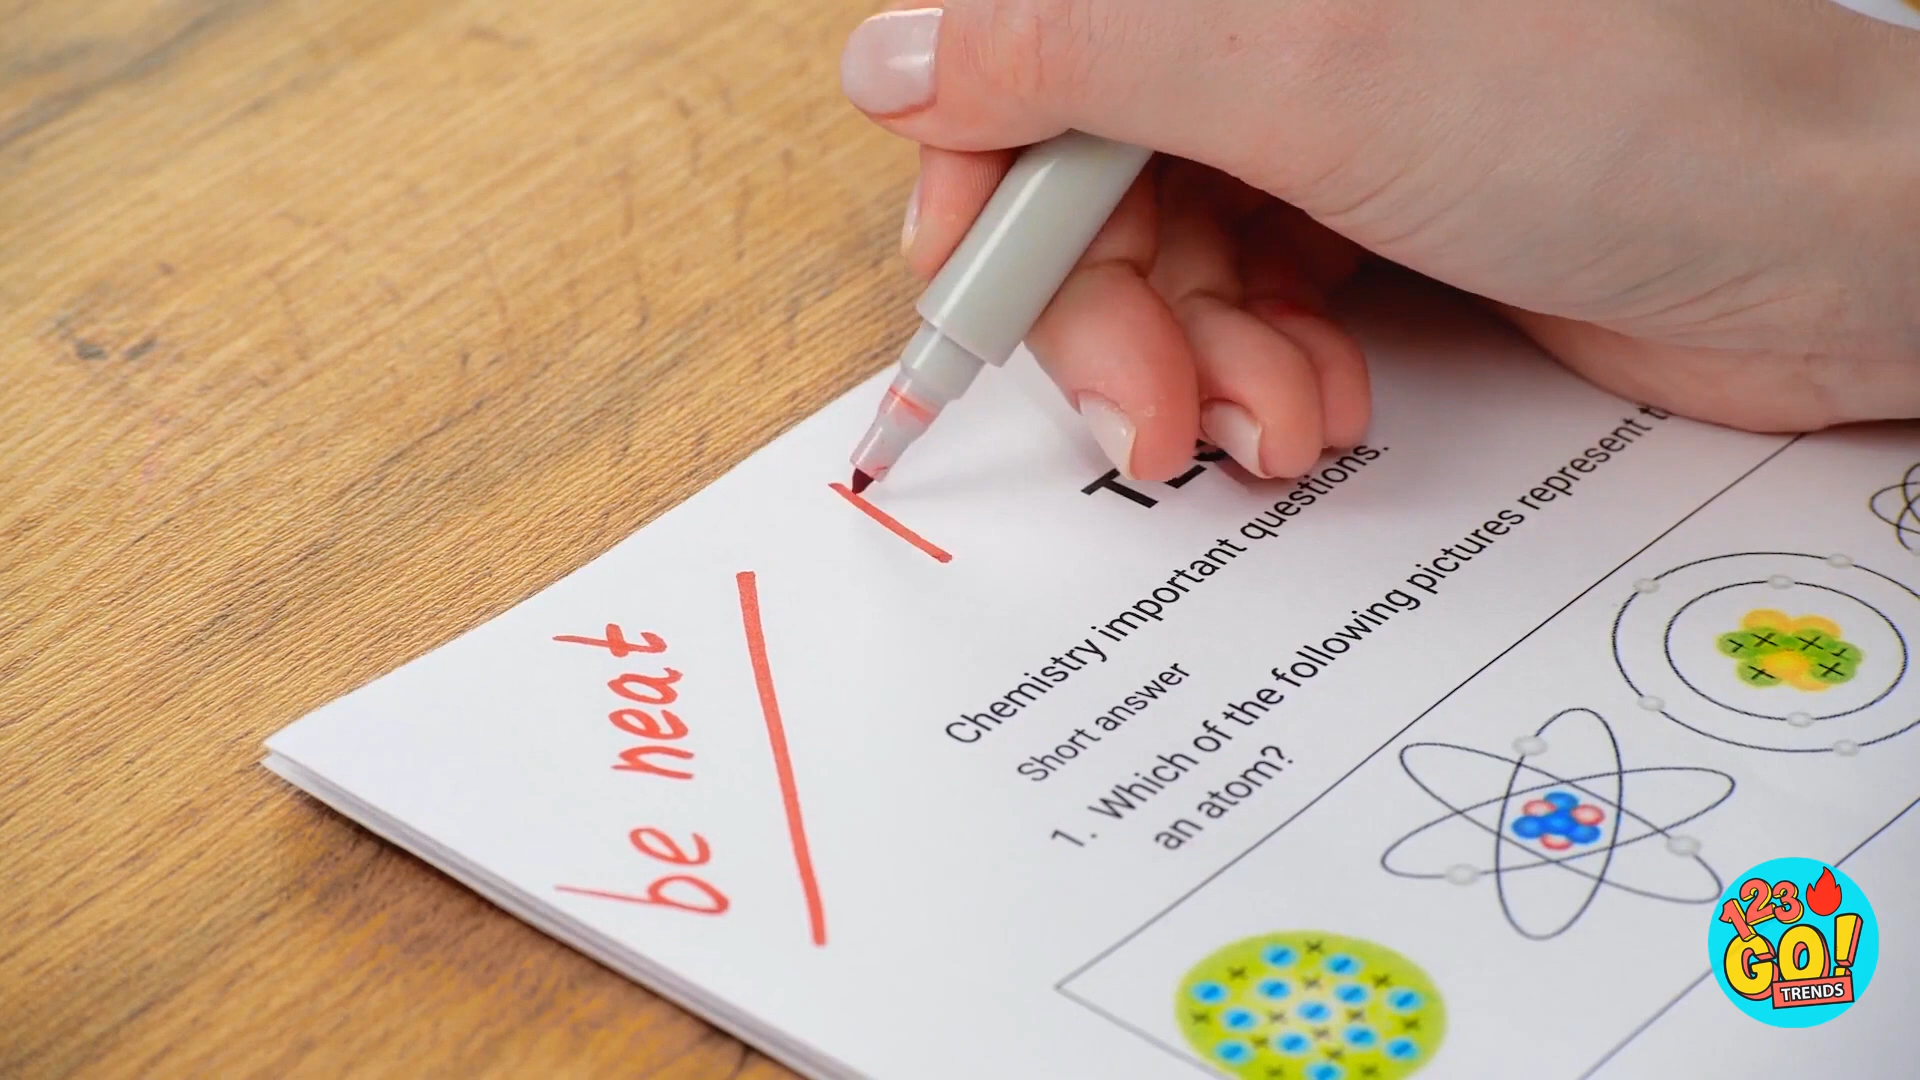 be neat
Chemistry important questions.
Short answer
1. Which of the following pictures represent
an atom?
123
GO!
TRENDS